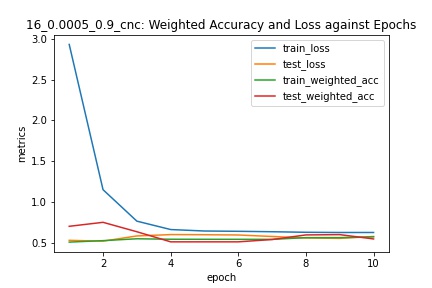 16_0.0005_0.9_cnc: Weighted Accuracy and Loss against Epochs
3.0
2.5
2.0
1.5
1.0
0.5
metrics
train_loss
test_loss
train_weighted_acc
test_weighted_acc
2 4 6 8 10
epoch